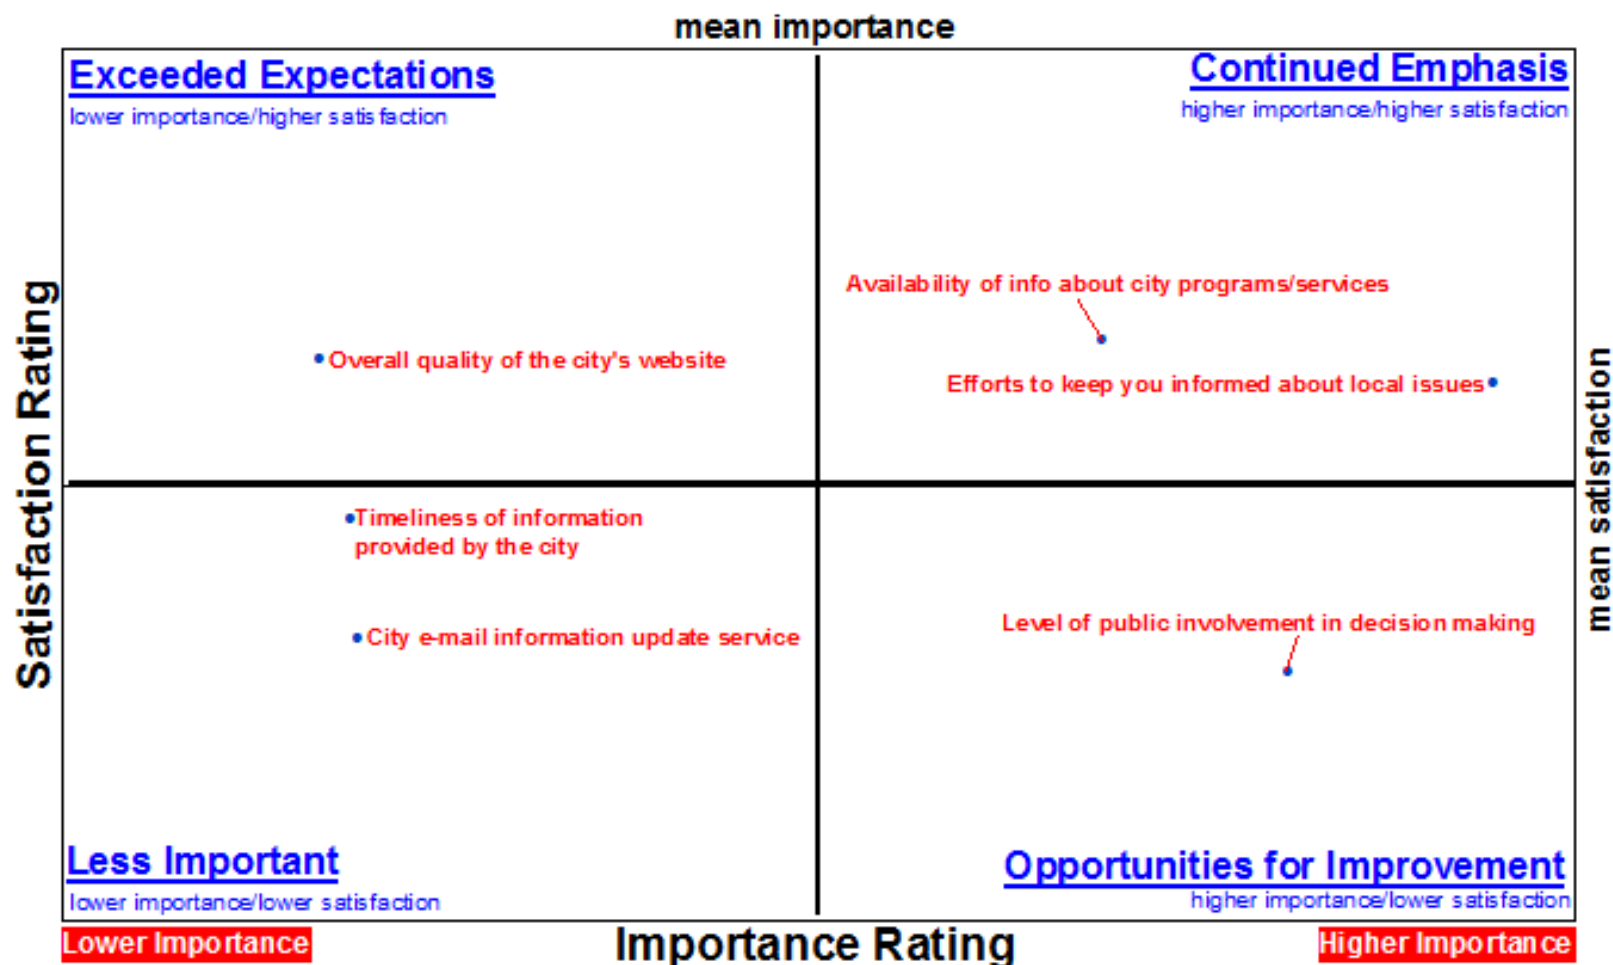 mean importance
Exceeded Expectations
lower importance/higher satisfaction
Continued Emphasis
higher importance/higher satisfaction
Availability of info about city programs/services
Overall quality of the city's website
Efforts to keep you informed about local issues
Satisfaction Rating
mean satisfaction
Timeliness of information
provided by the city
City e-mail information update service
Level of public involvement in decision making
Less Important
lower importance/lower satisfaction
Opportunities for Improvement
higher importance/lower satisfaction
Lower Importance
Importance Rating
Higher Importance